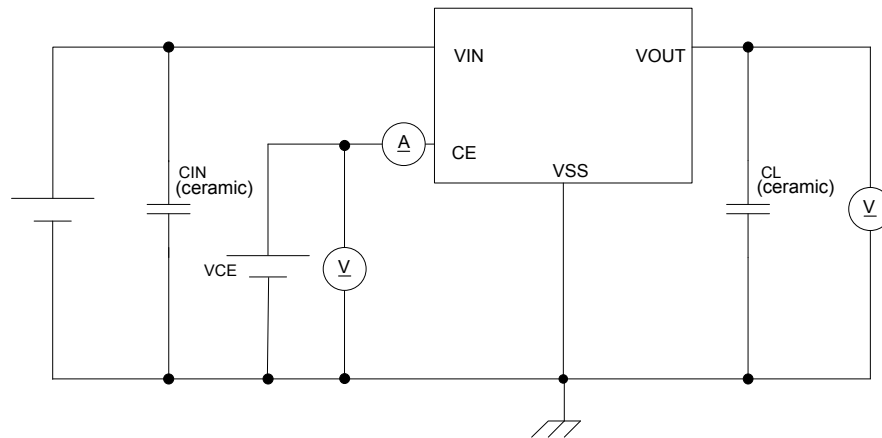 VIN
VOUT
A
CE
VSS
CIN
(ceramic)
CL
(ceramic)
V
VCE
V